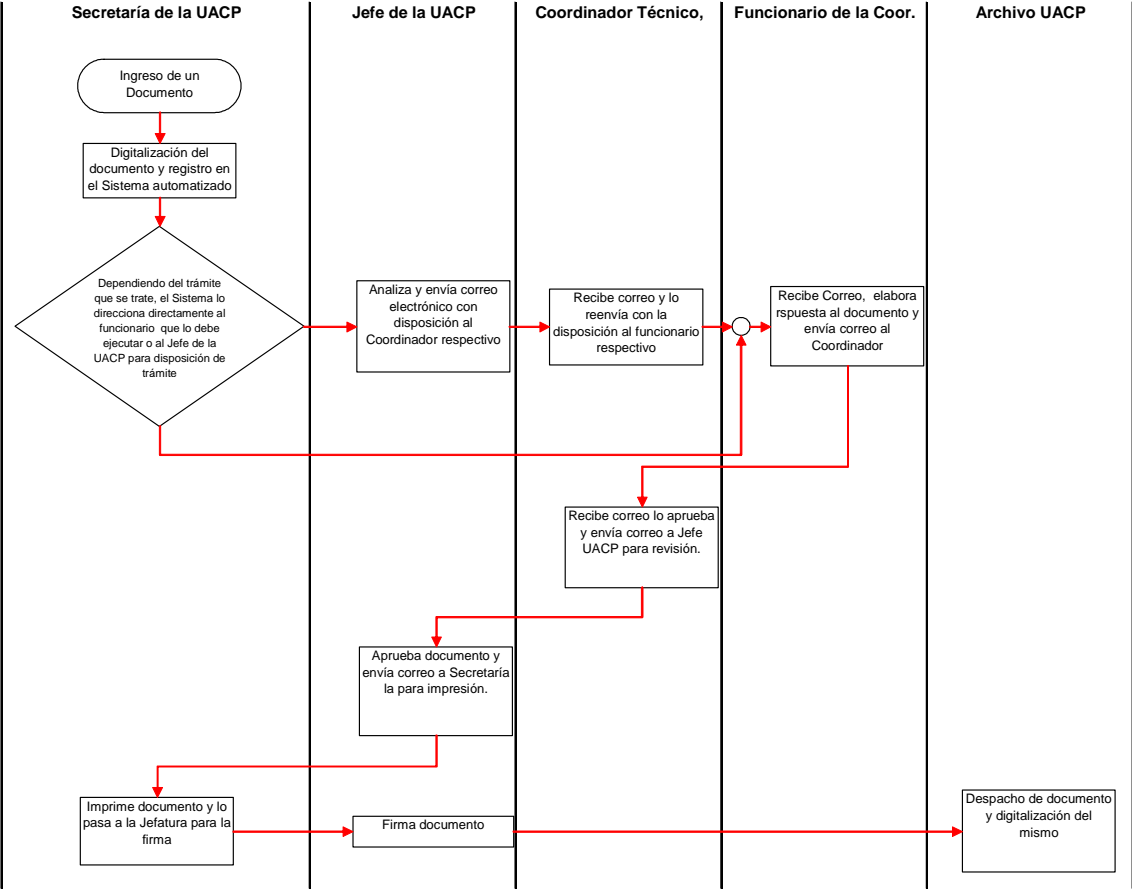 Secretaría de la UACP
Jefe de la UACP
Coordinador Técnico,
Funcionario de la Coor.
Archivo UACP
Ingreso de un
Documento
Digitalización del
documento y registro en
el Sistema automatizado
Dependiendo del trámite
que se trate, el Sistema lo
direcciona directamente al
funcionario que lo debe
ejecutar o al Jefe de la
UACP para disposición de
trámite
Analiza y envía correo
electrónico con
disposición al
Coordinador respectivo
Recibe correo y lo
reenvía con la
disposición al funcionario
respectivo
Recibe Correo, elabora
rspuesta al documento y
envía correo al
Coordinador
Recibe correo lo aprueba
y envía correo a Jefe
UACP para revisión.
Aprueba documento y
envía correo a Secretaría
la para impresión.
Imprime documento y lo
pasa a la Jefatura para la
firma
Firma documento
Despacho de documento
y digitalización del
mismo